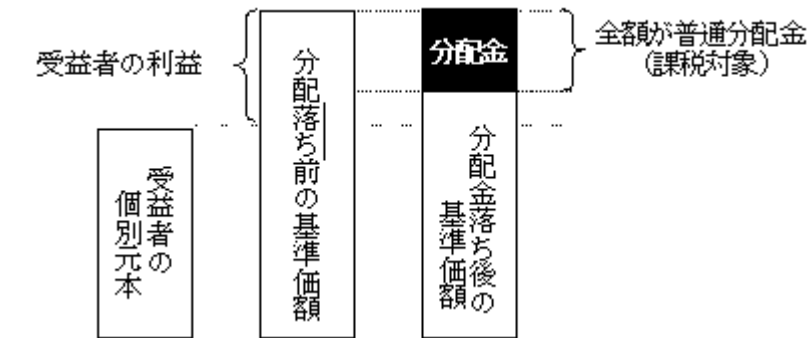 受益者の利益
分配落ち前の基準価額
分配金
全額が普通分配金
(課税対象)
受益者の
個別元本
分配金落ち後の
基準価額